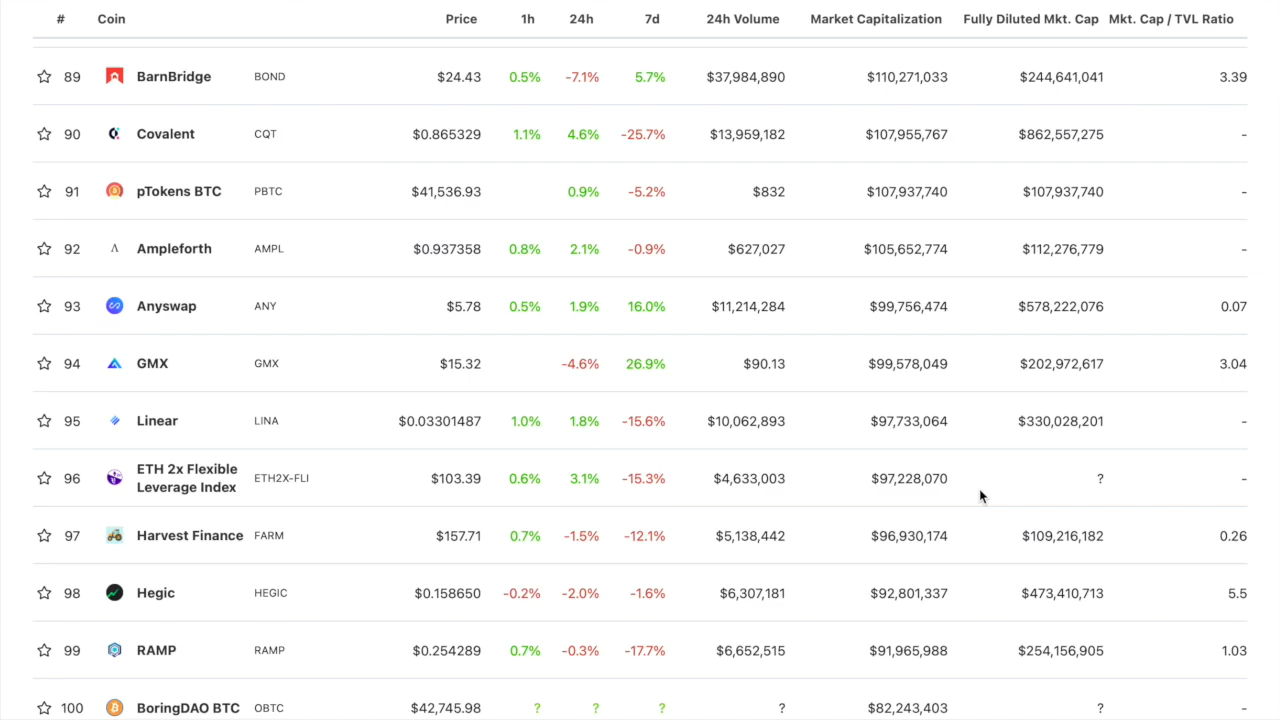 # Coin Price 1h 24h 7d 24h Volume Market Capitalization Fully Diluted Mkt. Cap Mkt. Cap / TVL Ratio
89 BarnBridge BOND $24.43 0.5% -7.1% 5.7% $37,984,890 $110,271,033 $244,641,041 3.39
90 Covalent CQT $0.865329 1.1% 4.6% -25.7% $13,959,182 $107,955,767 $862,557,275 -
91 pTokens BTC PBTC $41,536.93 0.9% -5.2% $832 $107,937,740 $107,937,740 -
92 Ampleforth AMPL $0.937358 0.8% 2.1% -0.9% $627,027 $105,652,774 $112,276,779 -
93 Anyswap ANY $5.78 0.5% 1.9% 16.0% $11,214,284 $99,756,474 $578,222,076 0.07
94 GMX GMX $15.32 -4.6% 26.9% $90.13 $99,578,049 $202,972,617 3.04
95 Linear LINA $0.03301487 1.0% 1.8% -15.6% $10,062,893 $97,733,064 $330,028,201 -
96 ETH 2x Flexible
Leverage Index ETH2X-FLI $103.39 0.6% 3.1% -15.3% $4,633,003 $97,228,070 ? -
97 Harvest Finance FARM $157.71 0.7% -1.5% -12.1% $5,138,442 $96,930,174 $109,216,182 0.26
98 Hegic HEGIC $0.158650 -0.2% -2.0% -1.6% $6,307,181 $92,801,337 $473,410,713 5.5
99 RAMP RAMP $0.254289 0.7% -0.3% -17.7% $6,652,515 $91,965,988 $254,156,905 1.03
100 BoringDAO BTC OBTC $42,745.98 ? ? ? ? $82,243,403 ? -